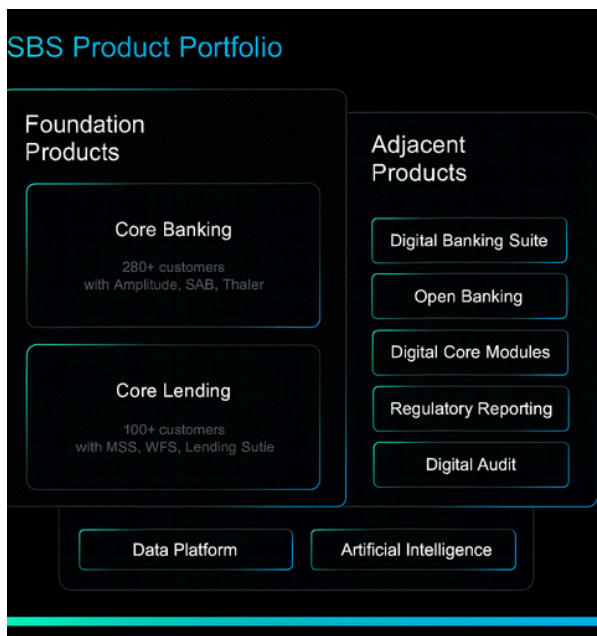 SBS Product Portfolio
Foundation
Products
Core Banking
280+ customers
with Amplitude, SAB, Thaler
Core Lending
100+ customers
with MSS, WFS, Lending Sutie
Adjacent
Products
Digital Banking Suite
Open Banking
Digital Core Modules
Regulatory Reporting
Digital Audit
Data Platform
Artificial Intelligence